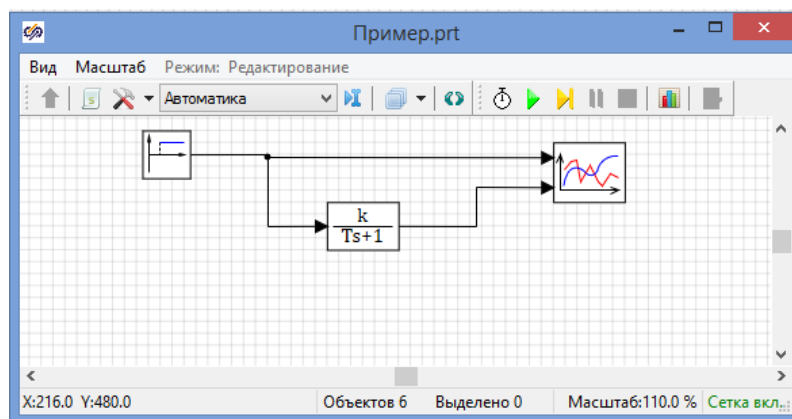 Пример.prt
Вид Масштаб Режим: Редактирование
Автоматика
k
Ts+1
X:216.0 Y:480.0 Объектов 6 Выделено 0 Масштаб:110.0 % Сетка вкл.